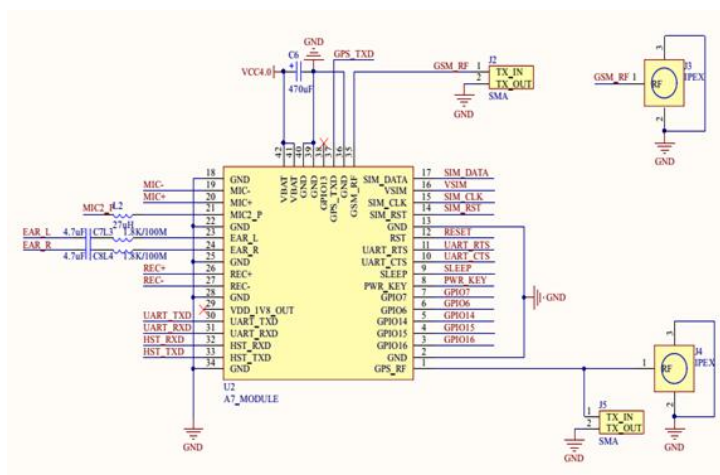 GND
C6
VCC4.0
+
470uF
GPS_TXD
GSM_RF
1
2
J2
TX_IN
TX_OUT
SMA
GND
GSM_RF 1
3
RF
2
J3
IPEX
GND
42 41 40 39 38 37 36 35
VBAT
VBAT
GND
GND
GPIO13
GPS_TXD
GND
GSM_RF
18 GND
MIC- 19 MIC-
MIC+ 20 MIC+
MIC2_P L2 21 MIC2_P
27uH 22 GND
EAR_L 4.7uF C7L3 1.8K/100M 23 EAR_L
EAR_R 24 EAR_R
4.7uF C8L4 1.8K/100M 25 GND
REC+ 26 REC+
REC- 27 REC-
28 GND
29 VDD_1V8_OUT
UART_TXD 30 UART_TXD
UART_RXD 31 UART_RXD
HST_RXD 32 HST_RXD
HST_TXD 33 HST_TXD
34 GND
SIM_DATA 17 SIM_DATA
VSIM 16 VSIM
SIM_CLK 15 SIM_CLK
SIM_RST 14 SIM_RST
GND 13
RST 12 RESET
UART_RTS 11 UART_RTS
UART_CTS 10 UART_CTS
SLEEP 9 SLEEP
PWR_KEY 8 PWR_KEY
GPIO7 7 GPIO7
GPIO6 6 GPIO6
GPIO14 5 GPIO14
GPIO15 4 GPIO15
GPIO16 3 GPIO16
GND 2
GPS_RF 1
GND
U2
A7_MODULE
GND
1
3
RF
2
J4
IPEX
GND
J5
1
2
TX_IN
TX_OUT
SMA
GND